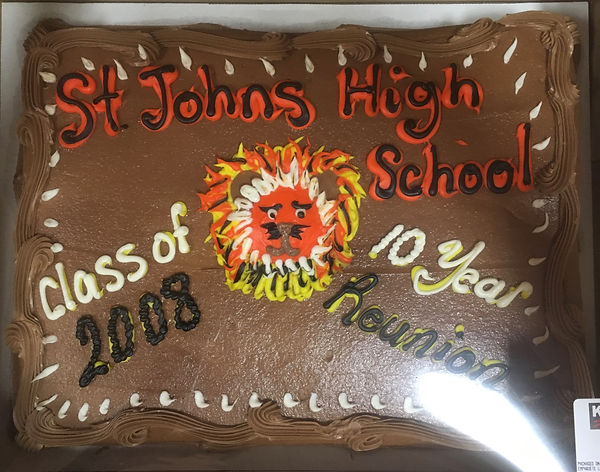 St Johns High
School
Class of
2008
10 Year
Reunion